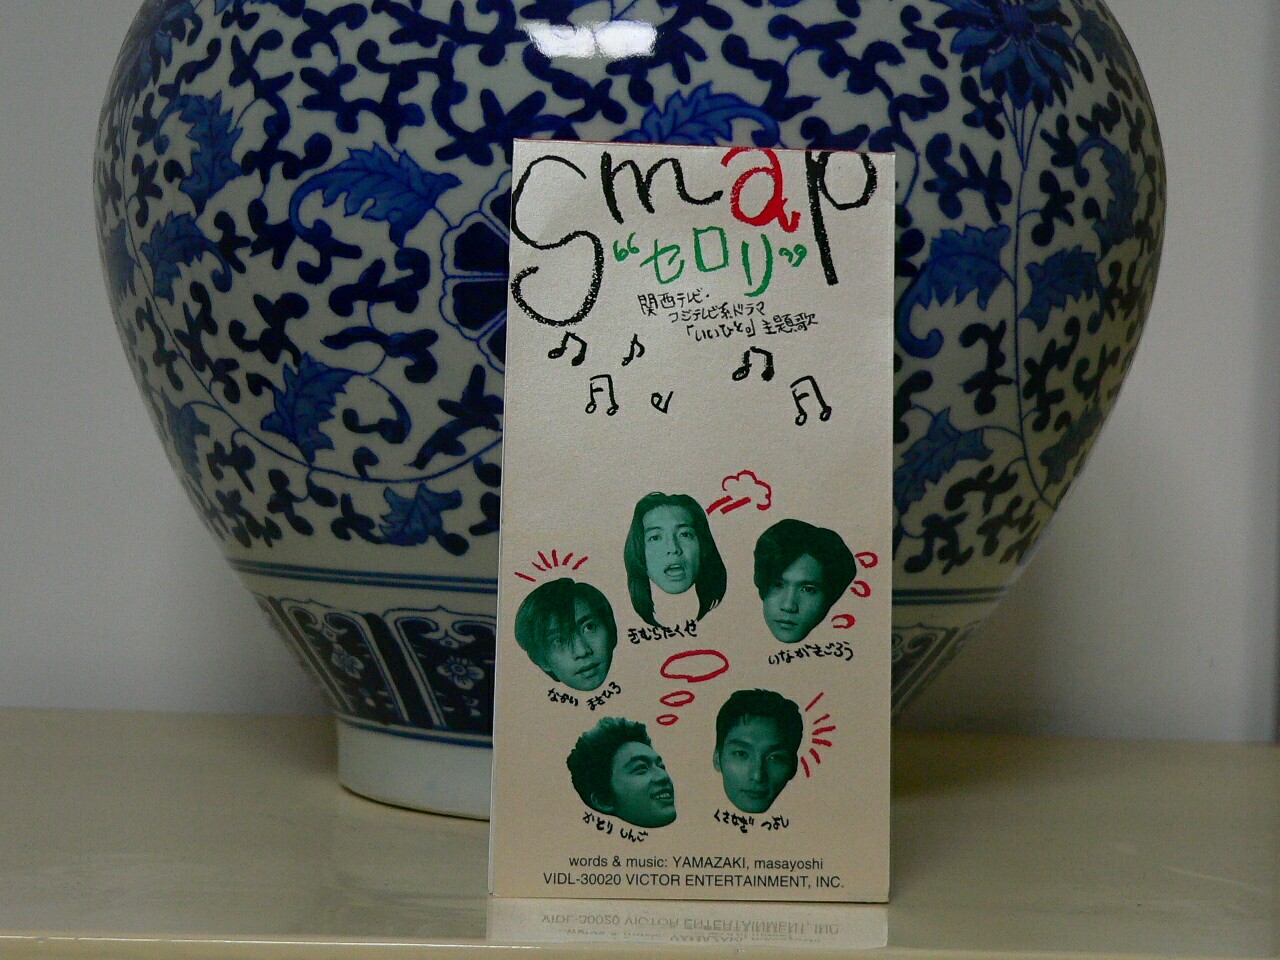 Smap
“セロリ”
関西テレビ・
フジテレビ系ドラマ
「いいひと。」主題歌
きむらたくや
いながきごろう
なかい まさひろ
かとり しんご
くさなぎ つよし
words & music: YAMAZAKI, masayoshi
VIDL-30020 VICTOR ENTERTAINMENT, INC.